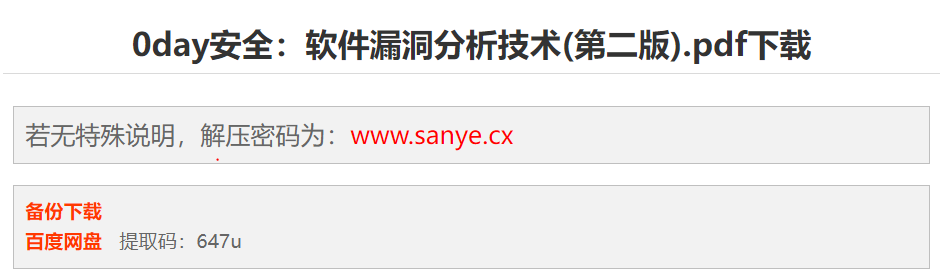 0day安全：软件漏洞分析技术(第二版).pdf下载
若无特殊说明，解压密码为：www.sanye.cx
备份下载
百度网盘 提取码：647u